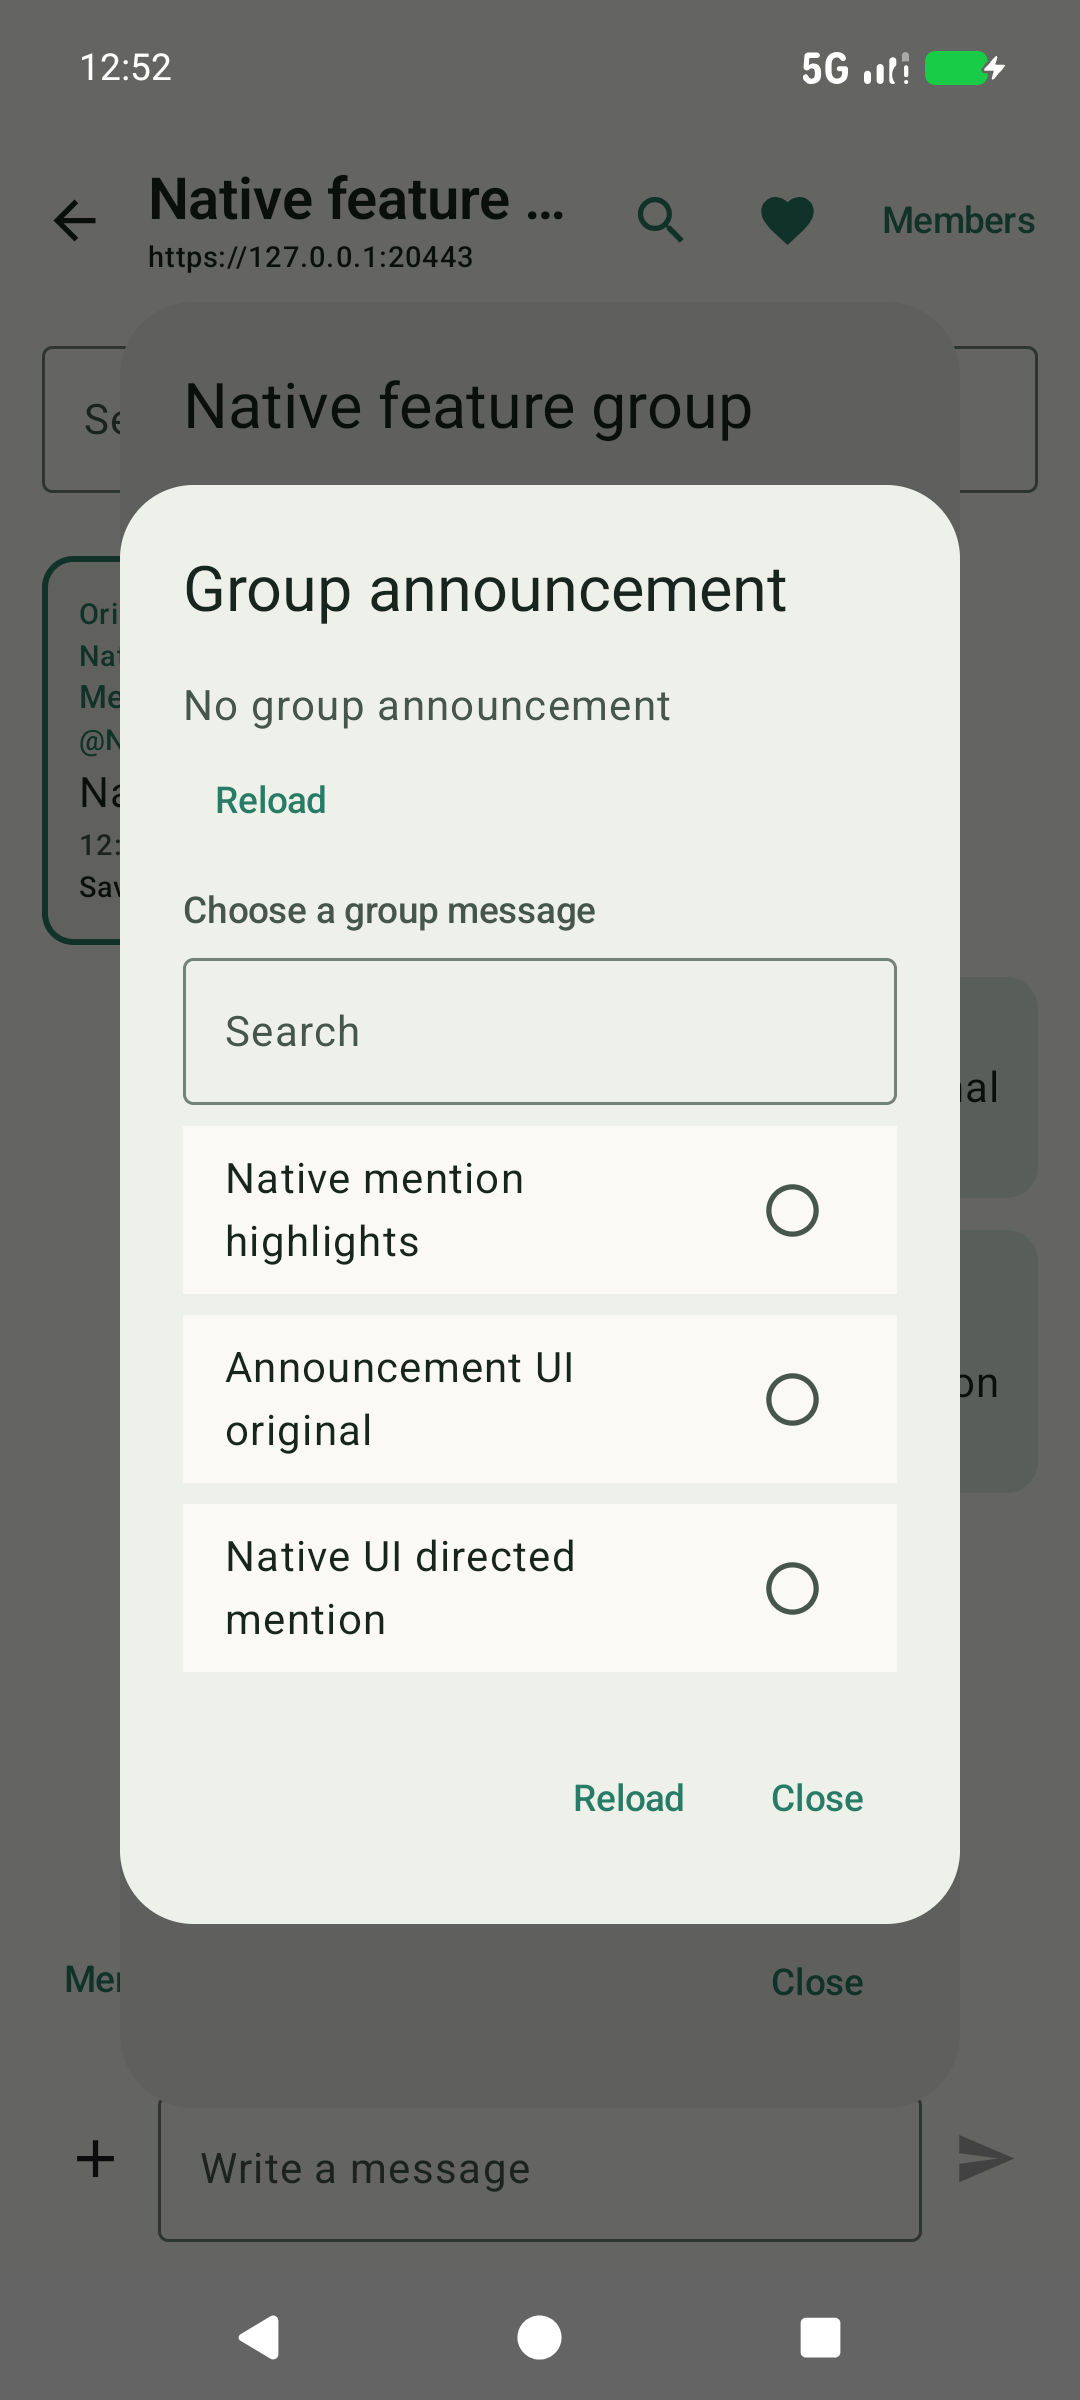 12:52
5G
Native feature ...
https://127.0.0.1:20443
Members
Native feature group
Group announcement
No group announcement
Reload
Choose a group message
Search
Native mention
highlights
Announcement UI
original
Native UI directed
mention
Reload
Close
Close
Write a message